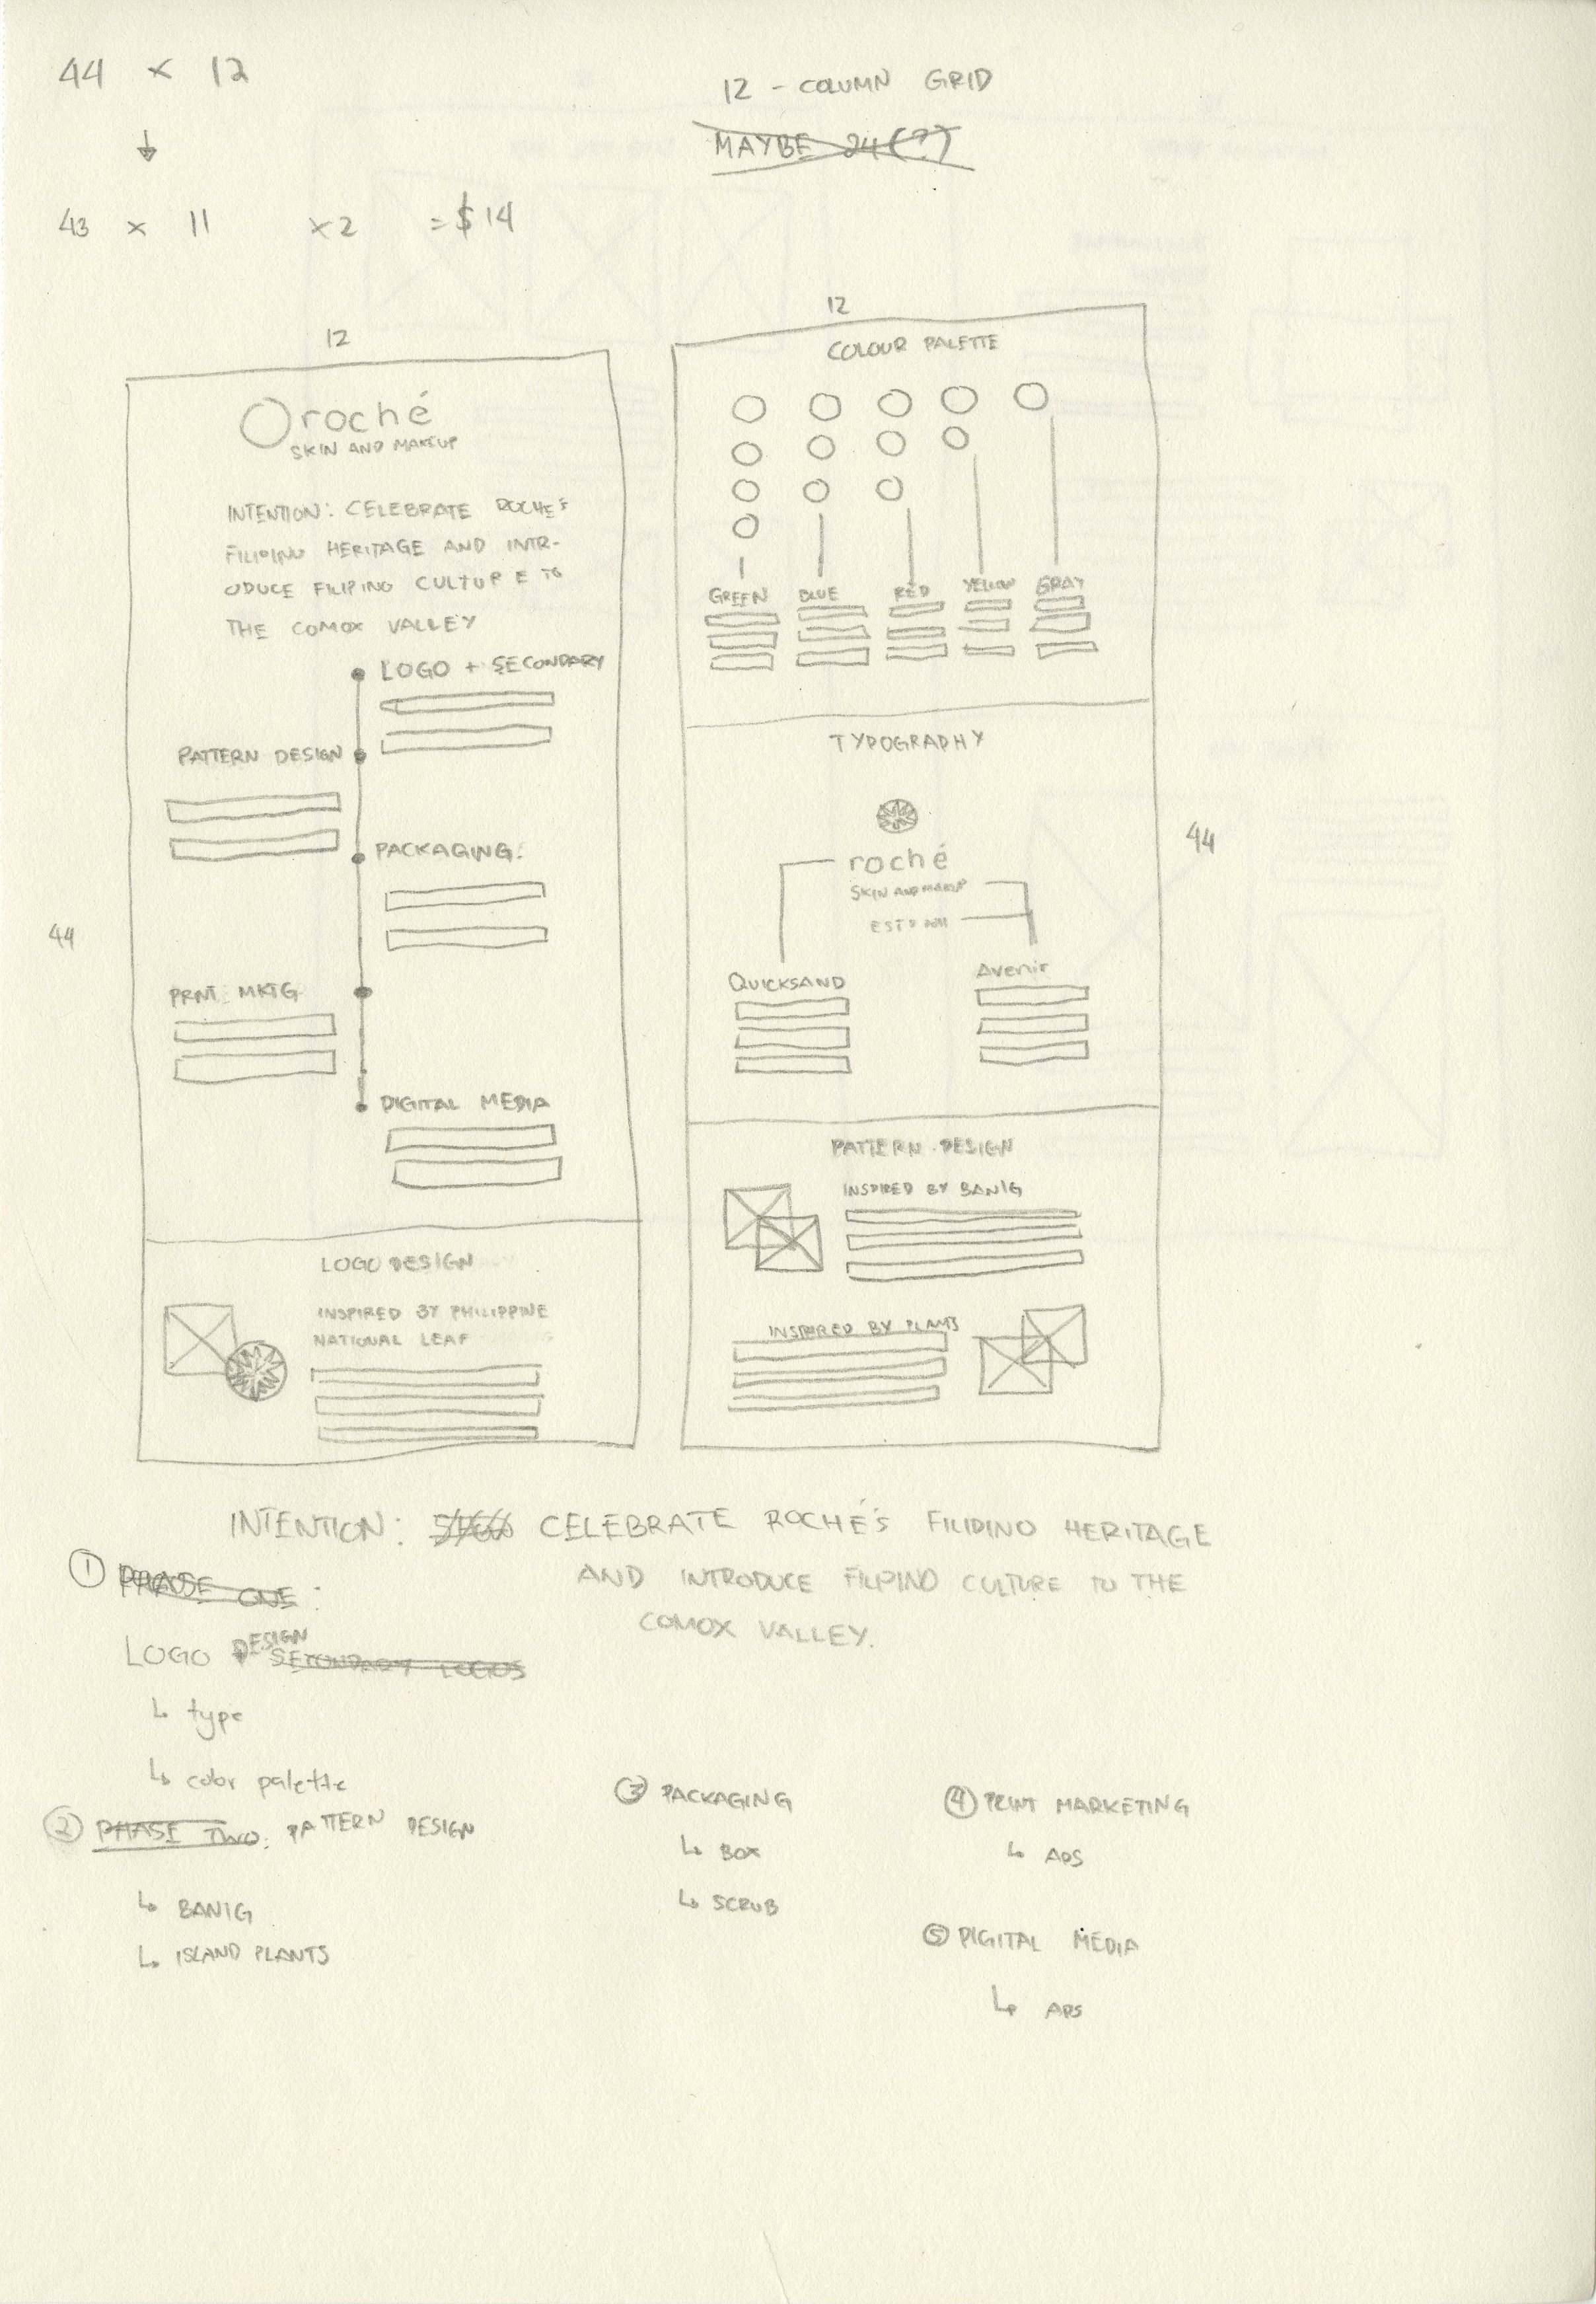 44 × 12
↓
43 × 11 ×2 = $14
12 - COLUMN GRID
MAYBE 24(?)
12
roché
SKIN AND MAKEUP
INTENTION: CELEBRATE ROCHE'S
FILIPINO HERITAGE AND INTR-
ODUCE FILIPINO CULTURE TO
THE COMOX VALLEY
LOGO + SECONDARY
PATTERN DESIGN
PACKAGING:
PRNT MKTG
DIGITAL MEDIA
44
LOGO DESIGN
INSPIRED BY PHILIPPINE
NATIONAL LEAF
12
COLOUR PALETTE
GREEN BLUE RED YELLOW GRAY
TYPOGRAPHY
roché
SKIN AND MAKEUP
EST'D
QUICKSAND
Avenir
44
PATTERN DESIGN
INSPIRED BY BANIG
INSPIRED BY PLANTS
INTENTION: CELEBRATE ROCHÉ'S FILIPINO HERITAGE
AND INTRODUCE FILIPINO CULTURE TO THE
COMOX VALLEY.
① PHASE ONE:
LOGO DESIGN SECONDARY LOGOS
↳ type
↳ color palette
② PHASE TWO: PATTERN DESIGN
↳ BANIG
↳ ISLAND PLANTS
③ PACKAGING
↳ BOX
↳ SCRUB
④ PRINT MARKETING
↳ ADS
⑤ DIGITAL MEDIA
↳ ADS